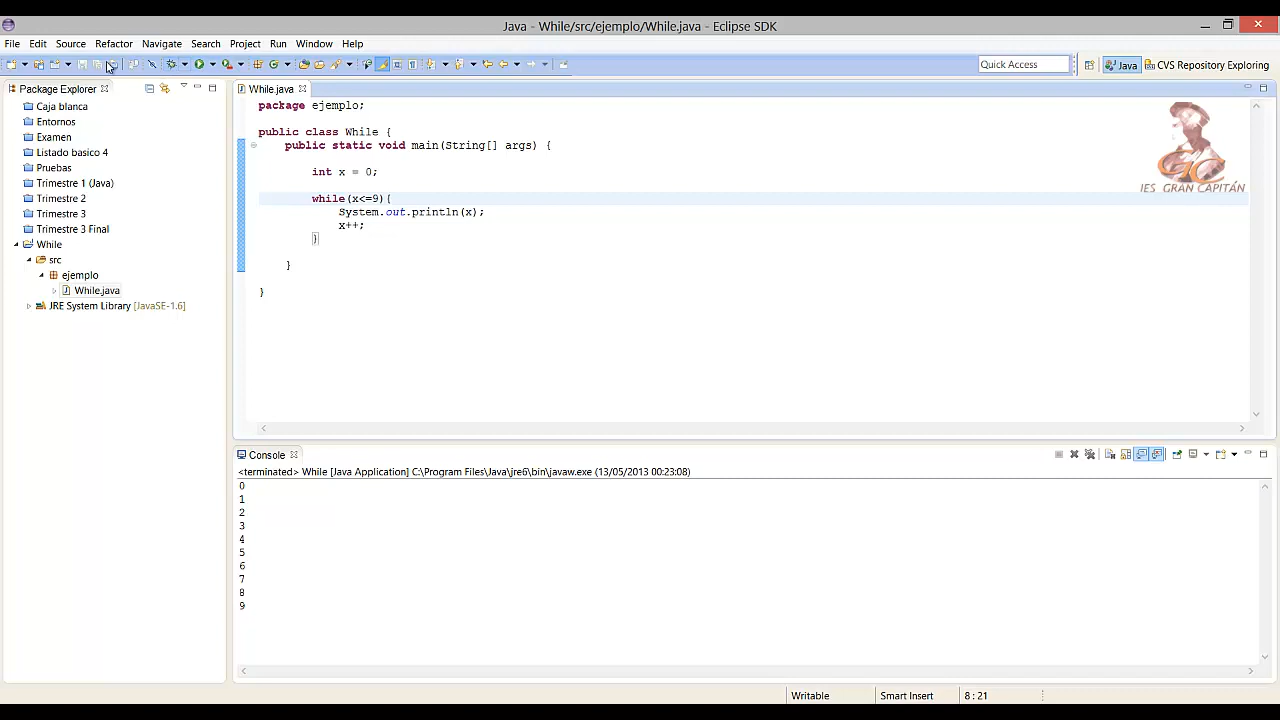 Java - While/src/ejemplo/While.java - Eclipse SDK
File Edit Source Refactor Navigate Search Project Run Window Help
Quick Access
Java
CVS Repository Exploring
Package Explorer
Caja blanca
Entornos
Examen
Listado basico 4
Pruebas
Trimestre 1 (Java)
Trimestre 2
Trimestre 3
Trimestre 3 Final
While
src
ejemplo
While.java
JRE System Library [JavaSE-1.6]
While.java
package ejemplo;
public class While {
public static void main(String[] args) {
int x = 0;
while(x<=9){
System.out.println(x);
x++;
}
}
}
IES GRAN CAPITÁN
Console
<terminated> While [Java Application] C:\Program Files\Java\jre6\bin\javaw.exe (13/05/2013 00:23:08)
0
1
2
3
4
5
6
7
8
9
Writable
Smart Insert
8 : 21